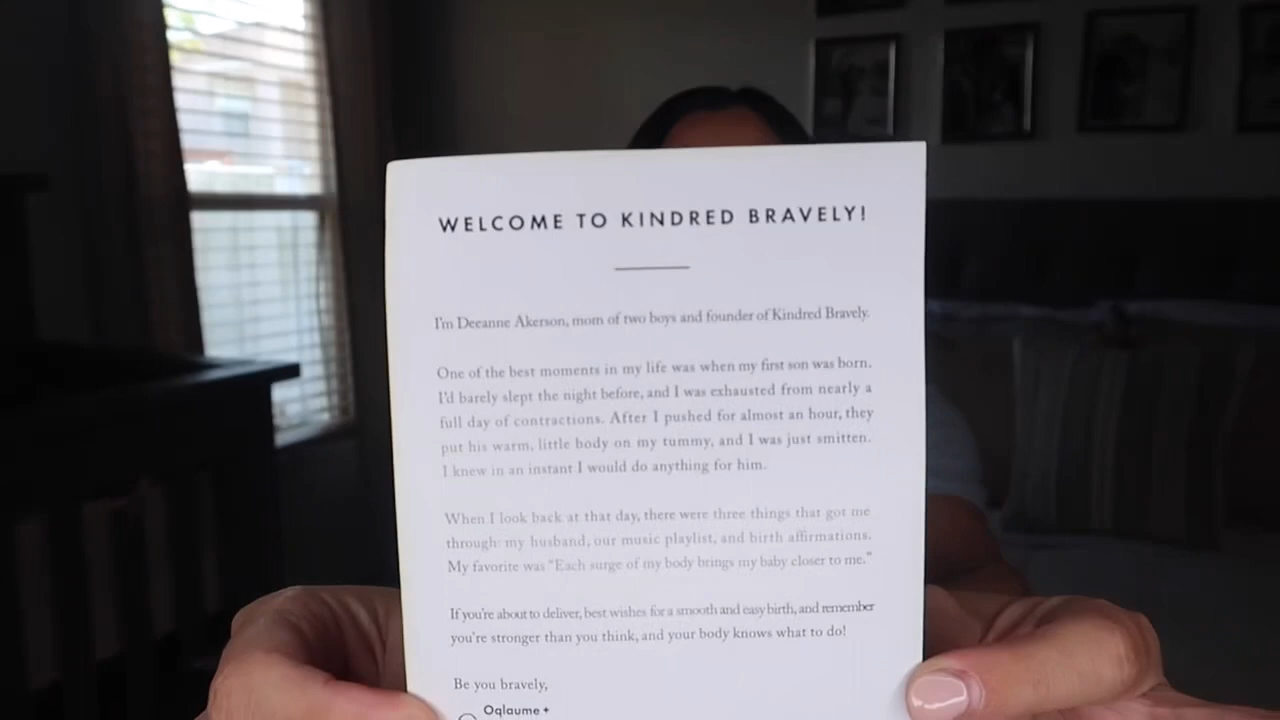 WELCOME TO KINDRED BRAVELY!
I'm Deeanne Akerson, mom of two boys and founder of Kindred Bravely.
One of the best moments in my life was when my first son was born.
I'd barely slept the night before, and I was exhausted from nearly a
full day of contractions. After I pushed for almost an hour, they
put his warm, little body on my tummy, and I was just smitten.
I knew in an instant I would do anything for him.
When I look back at that day, there were three things that got me
through: my husband, our music playlist, and birth affirmations.
My favorite was "Each surge of my body brings my baby closer to me."
If you're about to deliver, best wishes for a smooth and easy birth, and remember
you're stronger than you think, and your body knows what to do!
Be you bravely,
Oqlaume +